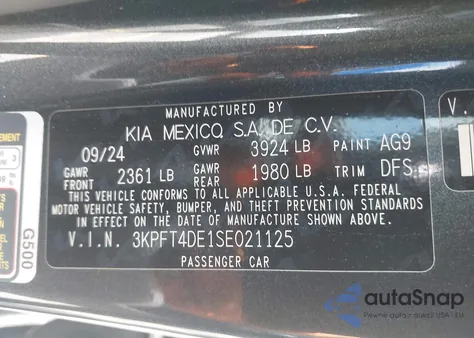 MANUFACTURED BY
KIA MEXICO, S.A. DE C.V.
09/24 GVWR 3924 LB PAINT AG9
GAWR FRONT 2361 LB GAWR REAR 1980 LB TRIM DFS
THIS VEHICLE CONFORMS TO ALL APPLICABLE U.S.A. FEDERAL
MOTOR VEHICLE SAFETY, BUMPER, AND THEFT PREVENTION STANDARDS
IN EFFECT ON THE DATE OF MANUFACTURE SHOWN ABOVE.
V.I.N. 3KPFT4DE1SE021125
PASSENGER CAR
G500
V.
autoSnap